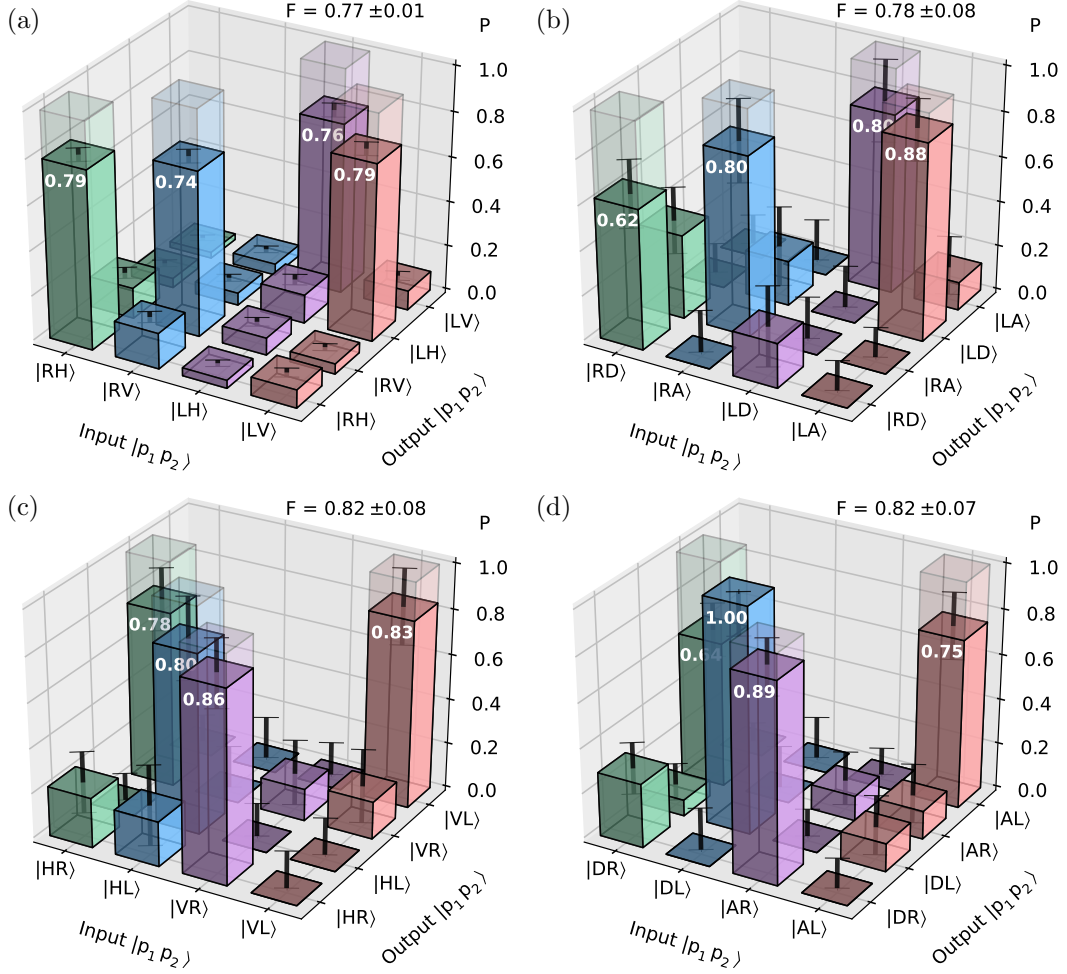 (a)
F = 0.77 ±0.01
P
1.0
0.8
0.6
0.4
0.2
0.0
0.79
0.74
0.76
0.79
|RH⟩
|RV⟩
|LH⟩
|LV⟩
Input |p₁ p₂⟩
|RH⟩
|RV⟩
|LH⟩
|LV⟩
Output |p₁ p₂⟩
(b)
F = 0.78 ±0.08
P
1.0
0.8
0.6
0.4
0.2
0.0
0.62
0.80
0.80
0.88
|RD⟩
|RA⟩
|LD⟩
|LA⟩
Input |p₁ p₂⟩
|RD⟩
|RA⟩
|LD⟩
|LA⟩
Output |p₁ p₂⟩
(c)
F = 0.82 ±0.08
P
1.0
0.8
0.6
0.4
0.2
0.0
0.78
0.80
0.86
0.83
|HR⟩
|HL⟩
|VR⟩
|VL⟩
Input |p₁ p₂⟩
|HR⟩
|HL⟩
|VR⟩
|VL⟩
Output |p₁ p₂⟩
(d)
F = 0.82 ±0.07
P
1.0
0.8
0.6
0.4
0.2
0.0
0.64
1.00
0.89
0.75
|DR⟩
|DL⟩
|AR⟩
|AL⟩
Input |p₁ p₂⟩
|DR⟩
|DL⟩
|AR⟩
|AL⟩
Output |p₁ p₂⟩